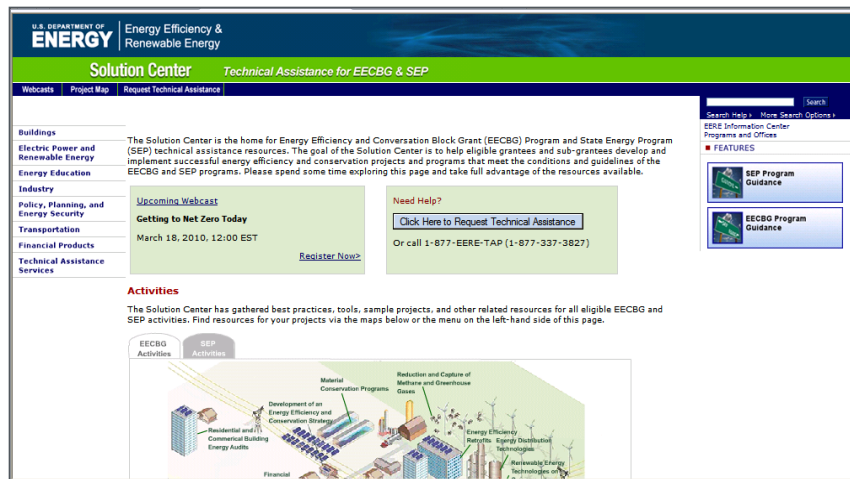 U.S. DEPARTMENT OF
ENERGY
Energy Efficiency &
Renewable Energy
Solution Center
Technical Assistance for EECBG & SEP
Webcasts
Project Map
Request Technical Assistance
Search
Search Help
More Search Options
EERE Information Center
Programs and Offices
FEATURES
SEP Program
Guidance
EECBG Program
Guidance
Buildings
Electric Power and
Renewable Energy
Energy Education
Industry
Policy, Planning, and
Energy Security
Transportation
Financial Products
Technical Assistance
Services
The Solution Center is the home for Energy Efficiency and Conversation Block Grant (EECBG) Program and State Energy Program
(SEP) technical assistance resources. The goal of the Solution Center is to help eligible grantees and sub-grantees develop and
implement successful energy efficiency and conservation projects and programs that meet the conditions and guidelines of the
EECBG and SEP programs. Please spend some time exploring this page and take full advantage of the resources available.
Upcoming Webcast
Getting to Net Zero Today
March 18, 2010, 12:00 EST
Register Now>
Need Help?
Click Here to Request Technical Assistance
Or call 1-877-EERE-TAP (1-877-337-3827)
Activities
The Solution Center has gathered best practices, tools, sample projects, and other related resources for all eligible EECBG and
SEP activities. Find resources for your projects via the maps below or the menu on the left-hand side of this page.
EECBG
Activities
SEP
Activities
Material
Conservation Programs
Reduction and Capture of
Methane and Greenhouse
Gases
Development of an
Energy Efficiency and
Conservation Strategy
Residential and
Commerical Building
Energy Audits
Energy Efficiency
Retrofits
Energy Distribution
Technologies
Renewable Energy
Technologies on
Financial